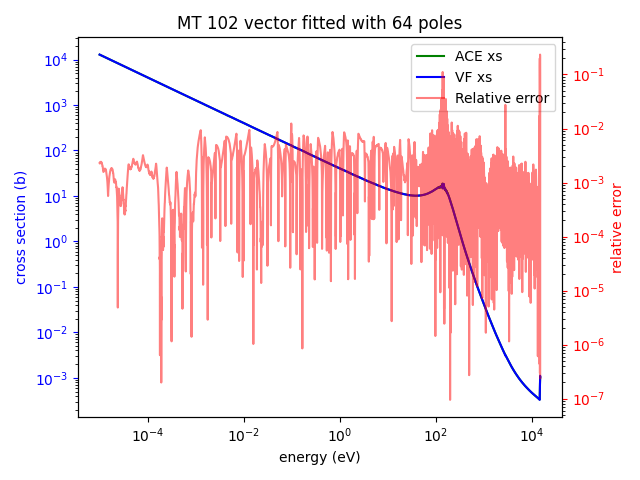 MT 102 vector fitted with 64 poles
ACE xs
VF xs
Relative error
cross section (b)
10^4
10^3
10^2
10^1
10^0
10^−1
10^−2
10^−3
10^−1
10^−2
10^−3
10^−4
10^−5
10^−6
10^−7
relative error
10^−4
10^−2
10^0
10^2
10^4
energy (eV)